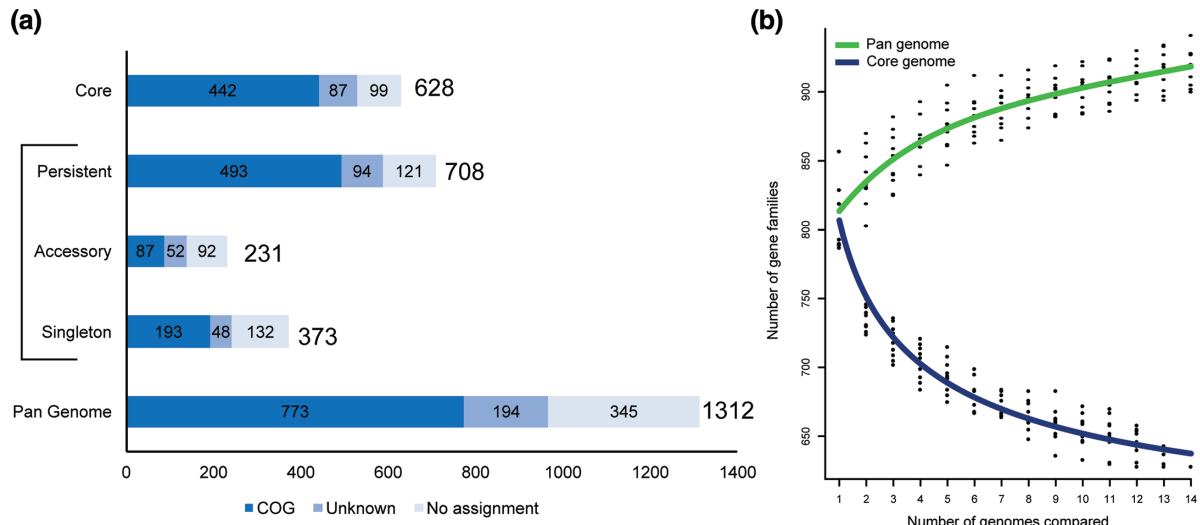 (a)
Core 442 87 99 628
Persistent 493 94 121 708
Accessory 87 52 92 231
Singleton 193 48 132 373
Pan Genome 773 194 345 1312
0 200 400 600 800 1000 1200 1400
COG Unknown No assignment
(b)
Pan genome
Core genome
Number of gene families
900
850
800
750
700
650
1 2 3 4 5 6 7 8 9 10 11 12 13 14
Number of genomes compared